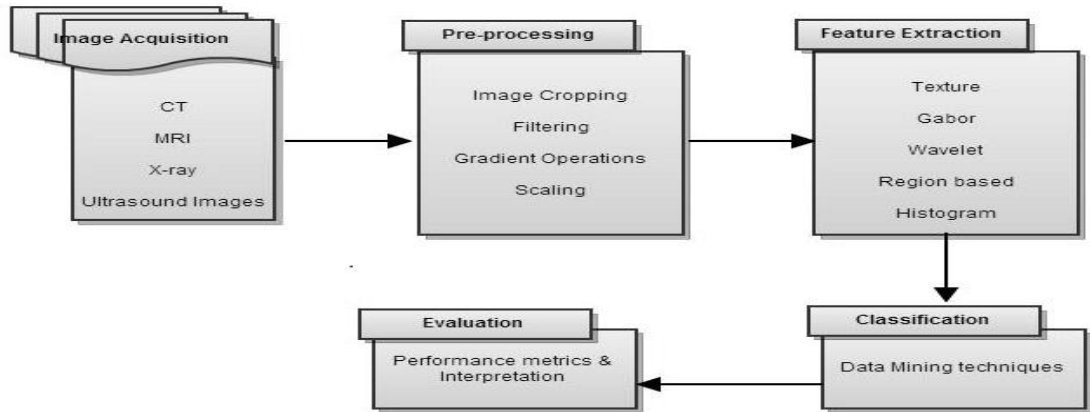 Image Acquisition
CT
MRI
X-ray
Ultrasound Images
Pre-processing
Image Cropping
Filtering
Gradient Operations
Scaling
Feature Extraction
Texture
Gabor
Wavelet
Region based
Histogram
Classification
Data Mining techniques
Evaluation
Performance metrics &
Interpretation